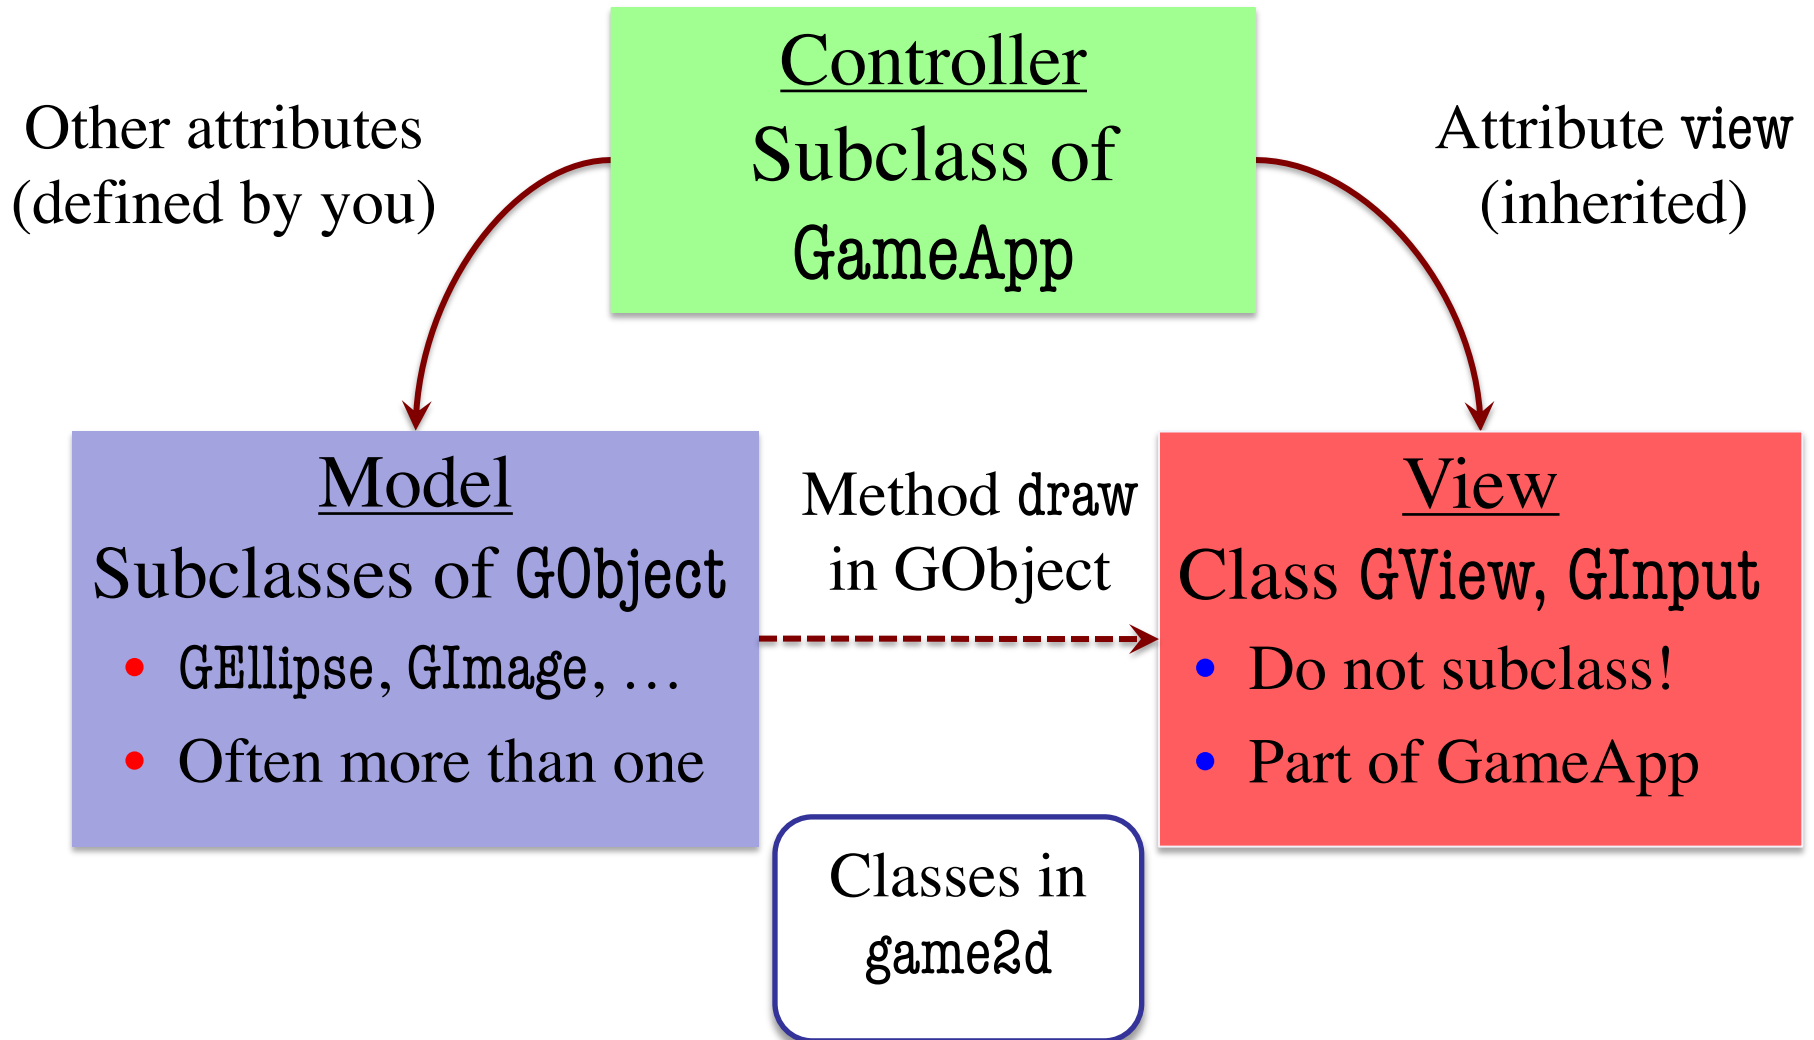 Controller
Subclass of
GameApp
Other attributes
(defined by you)
Attribute view
(inherited)
Model
Subclasses of GObject
• GEllipse, GImage, …
• Often more than one
Method draw
in GObject
View
Class GView, GInput
• Do not subclass!
• Part of GameApp
Classes in
game2d